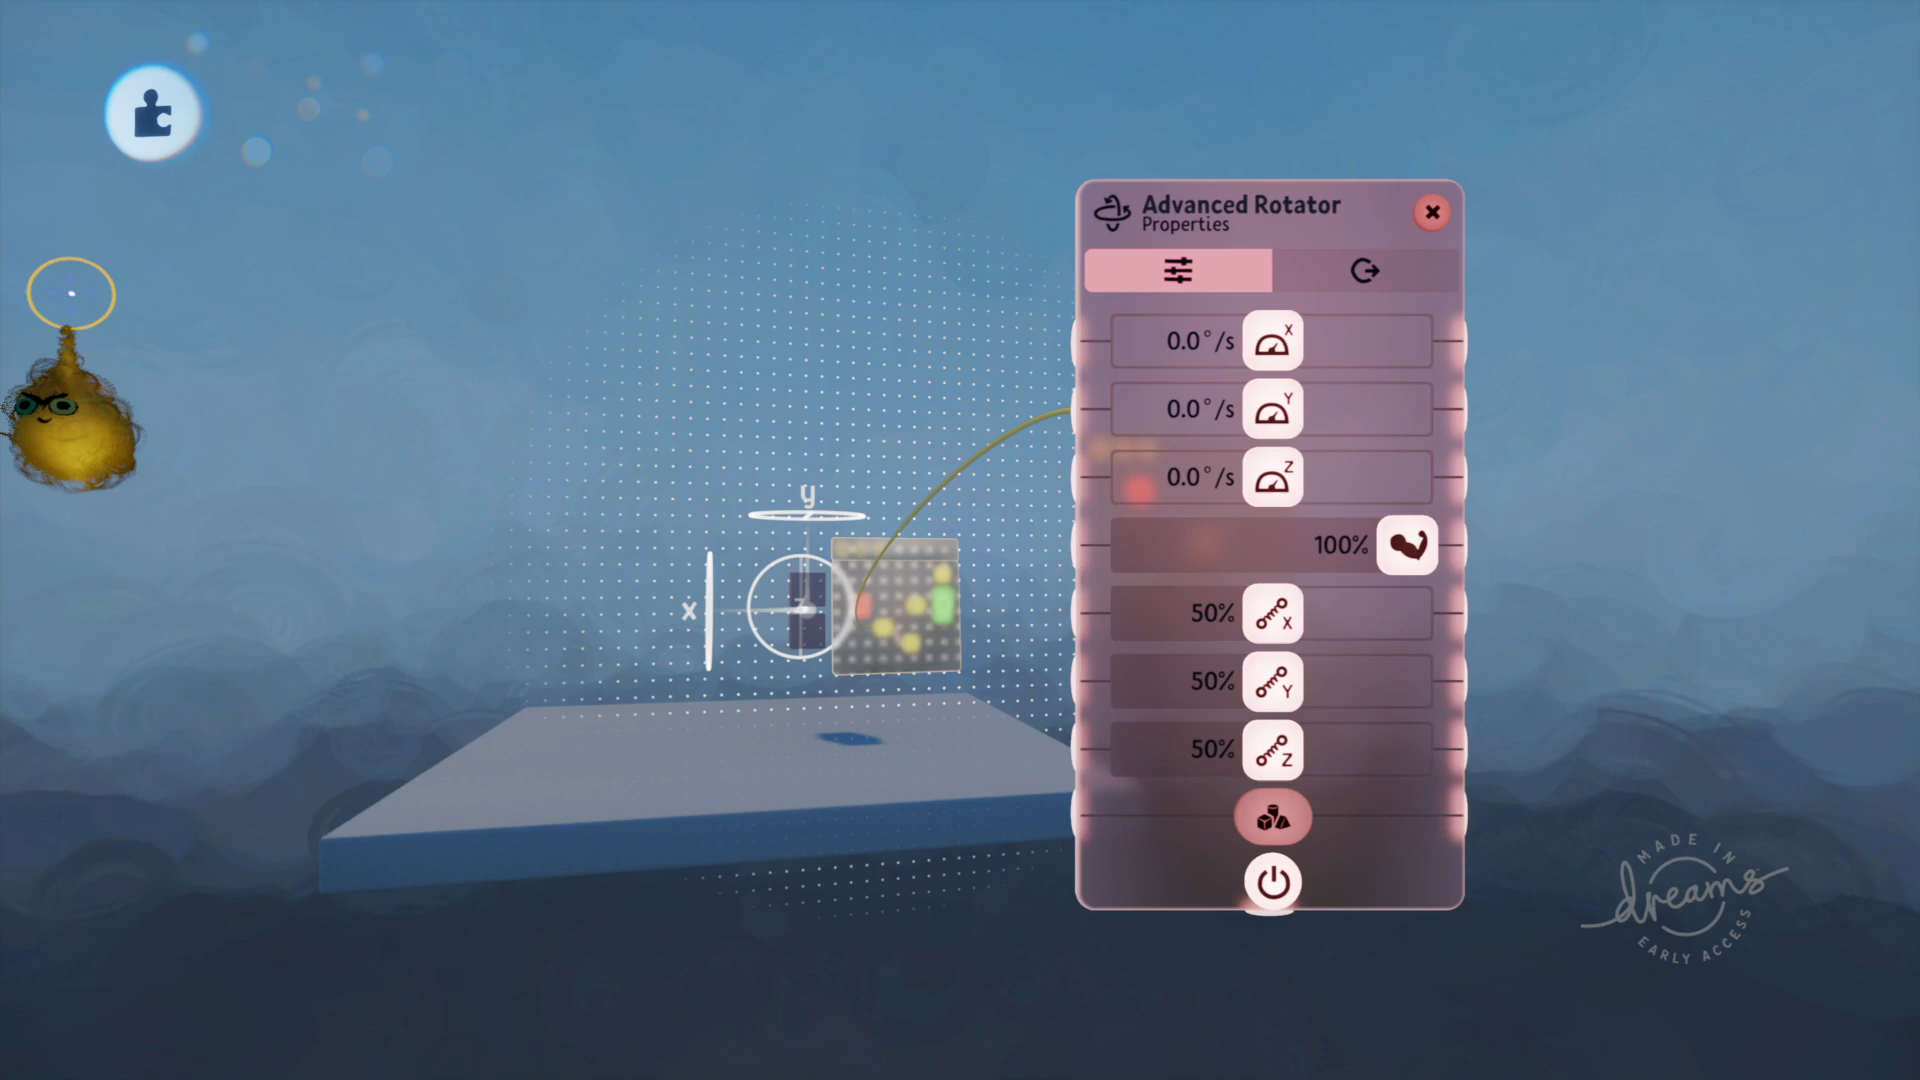 Advanced Rotator
Properties
0.0°/s X
0.0°/s Y
0.0°/s Z
100%
y
x
50% X
50% Y
50% Z
MADE IN
dreams
EARLY ACCESS